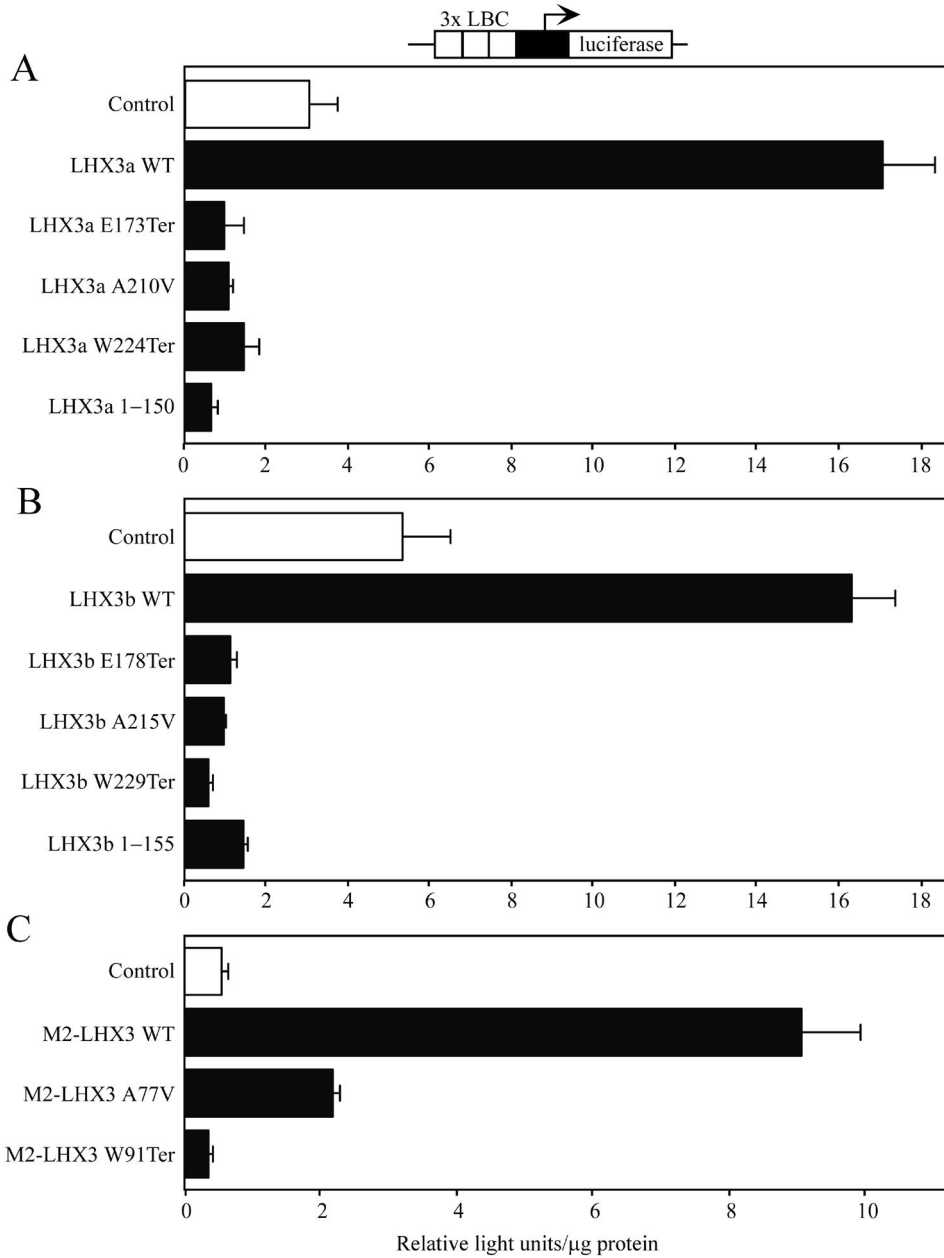 3x LBC
luciferase
A
Control
LHX3a WT
LHX3a E173Ter
LHX3a A210V
LHX3a W224Ter
LHX3a 1–150
0 2 4 6 8 10 12 14 16 18
B
Control
LHX3b WT
LHX3b E178Ter
LHX3b A215V
LHX3b W229Ter
LHX3b 1–155
0 2 4 6 8 10 12 14 16 18
C
Control
M2-LHX3 WT
M2-LHX3 A77V
M2-LHX3 W91Ter
0 2 4 6 8 10
Relative light units/μg protein